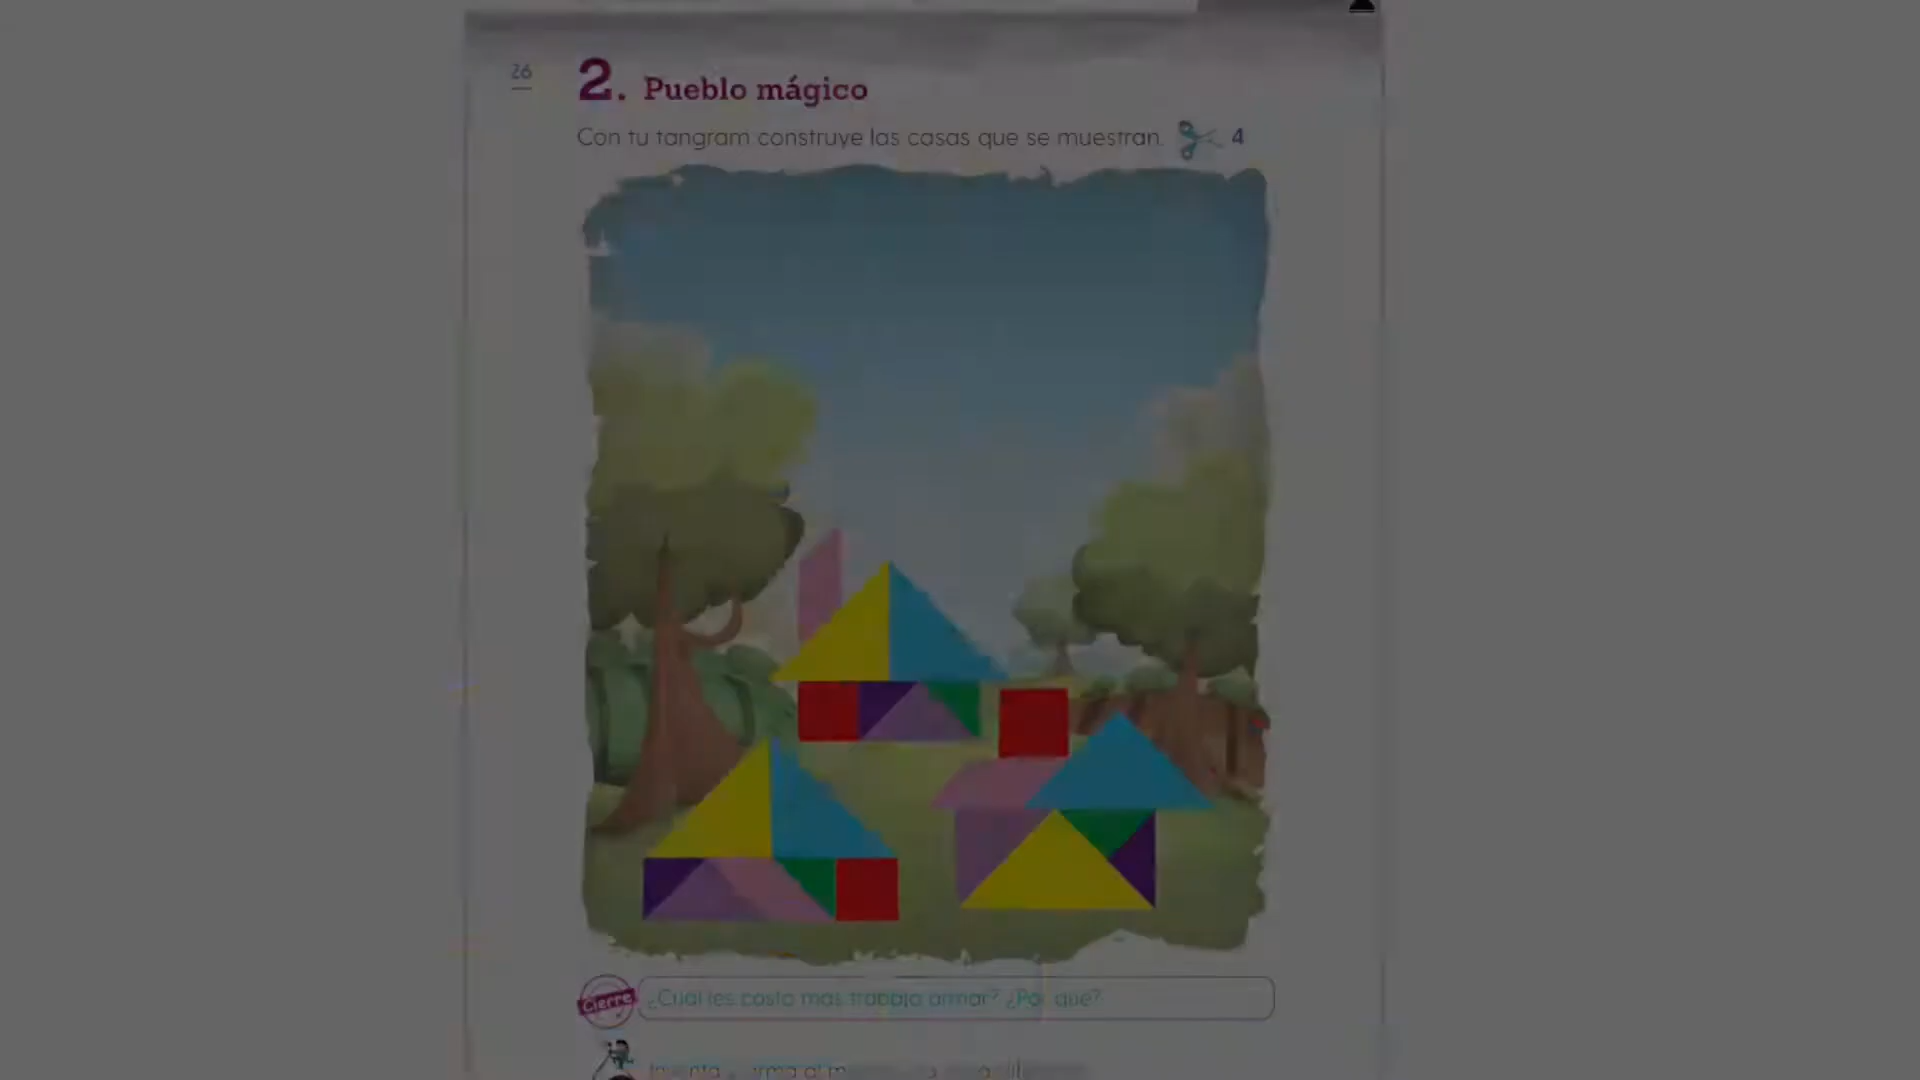 26
2. Pueblo mágico
Con tu tangram construye las casas que se muestran. 4
Cierre
¿Cuál les costó más trabajo armar? ¿Por qué?